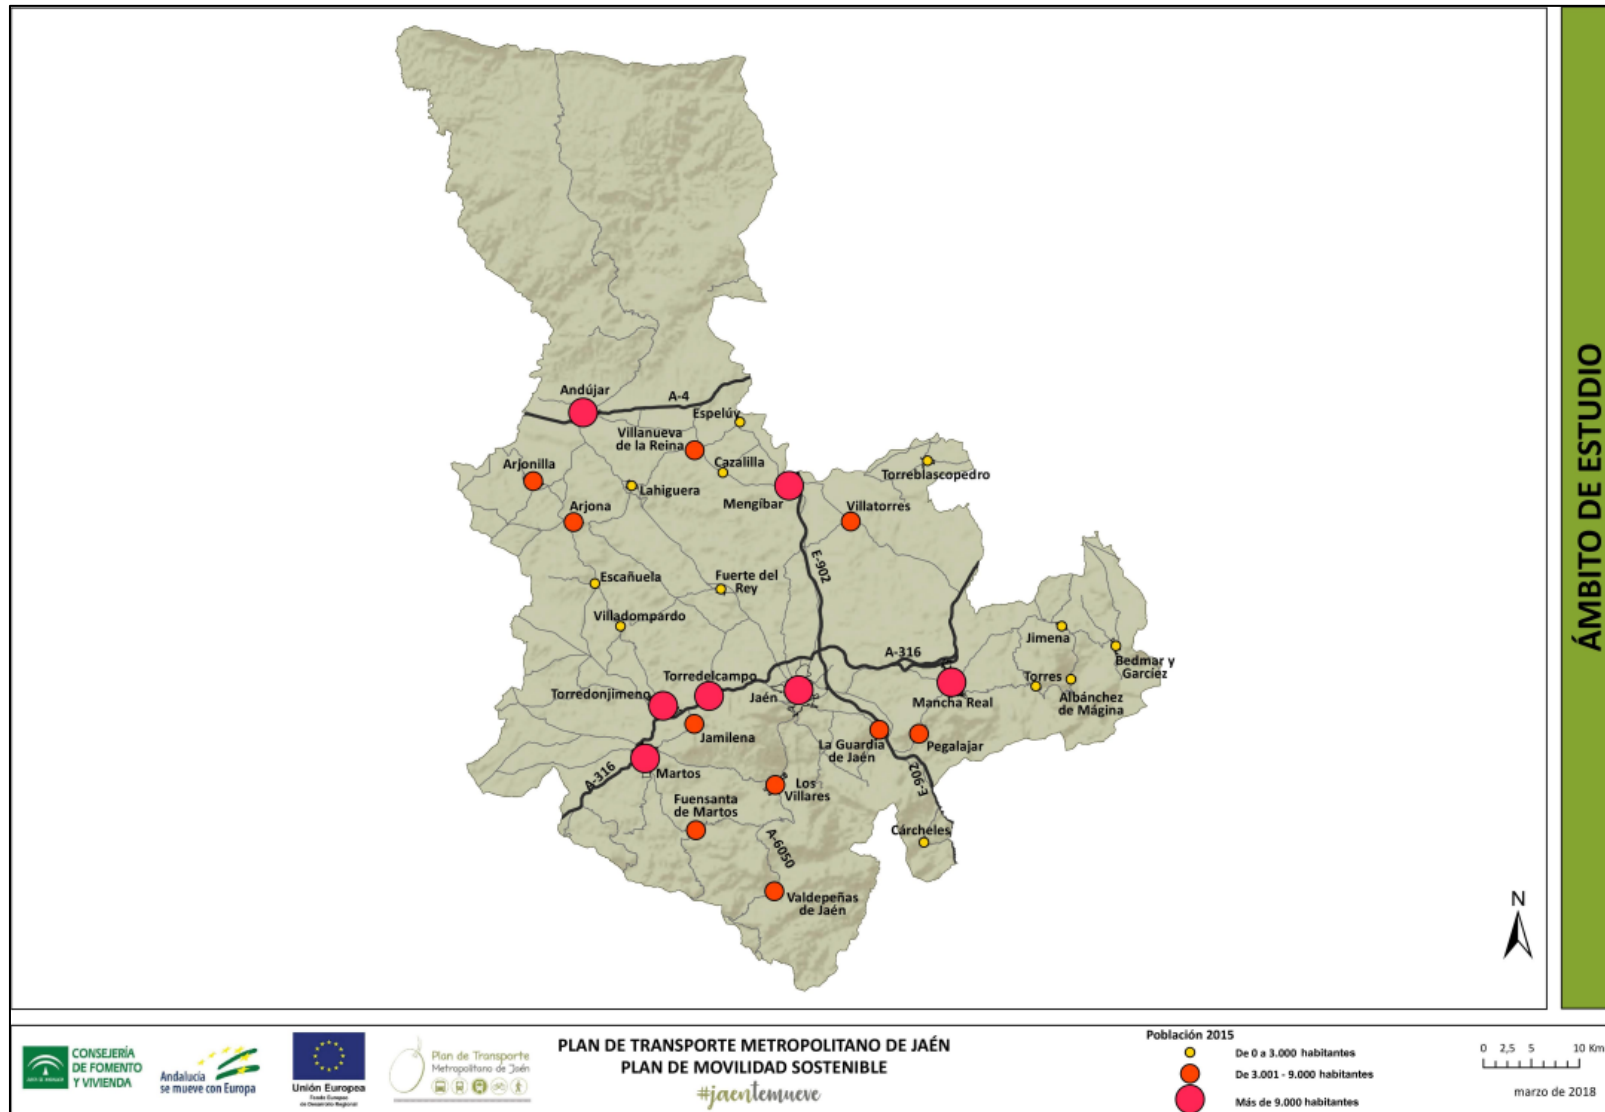 Andújar
A-4
Espelúy
Villanueva
de la Reina
Cazalilla
Arjonilla
Lahiguera
Mengíbar
Torreblascopedro
Arjona
Villatorres
E-902
Escañuela
Fuerte del
Rey
Villadompardo
Jimena
A-316
Bedmar y
Garcíez
Torredelcampo
Torres
Torredonjimeno
Jaén
Albánchez
de Mágina
Mancha Real
Jamilena
La Guardia
de Jaén
Pegalajar
A-316
Martos
E-902
Los
Villares
Fuensanta
de Martos
Cárcheles
A-6050
Valdepeñas
de Jaén
N
ÁMBITO DE ESTUDIO
CONSEJERÍA
DE FOMENTO
Y VIVIENDA
Andalucía
se mueve con Europa
Unión Europea
Fondo Europeo
de Desarrollo Regional
Plan de Transporte
Metropolitano de Jaén
PLAN DE TRANSPORTE METROPOLITANO DE JAÉN
PLAN DE MOVILIDAD SOSTENIBLE
#jaentemueve
Población 2015
De 0 a 3.000 habitantes
De 3.001 - 9.000 habitantes
Más de 9.000 habitantes
0 2,5 5 10 Km
marzo de 2018